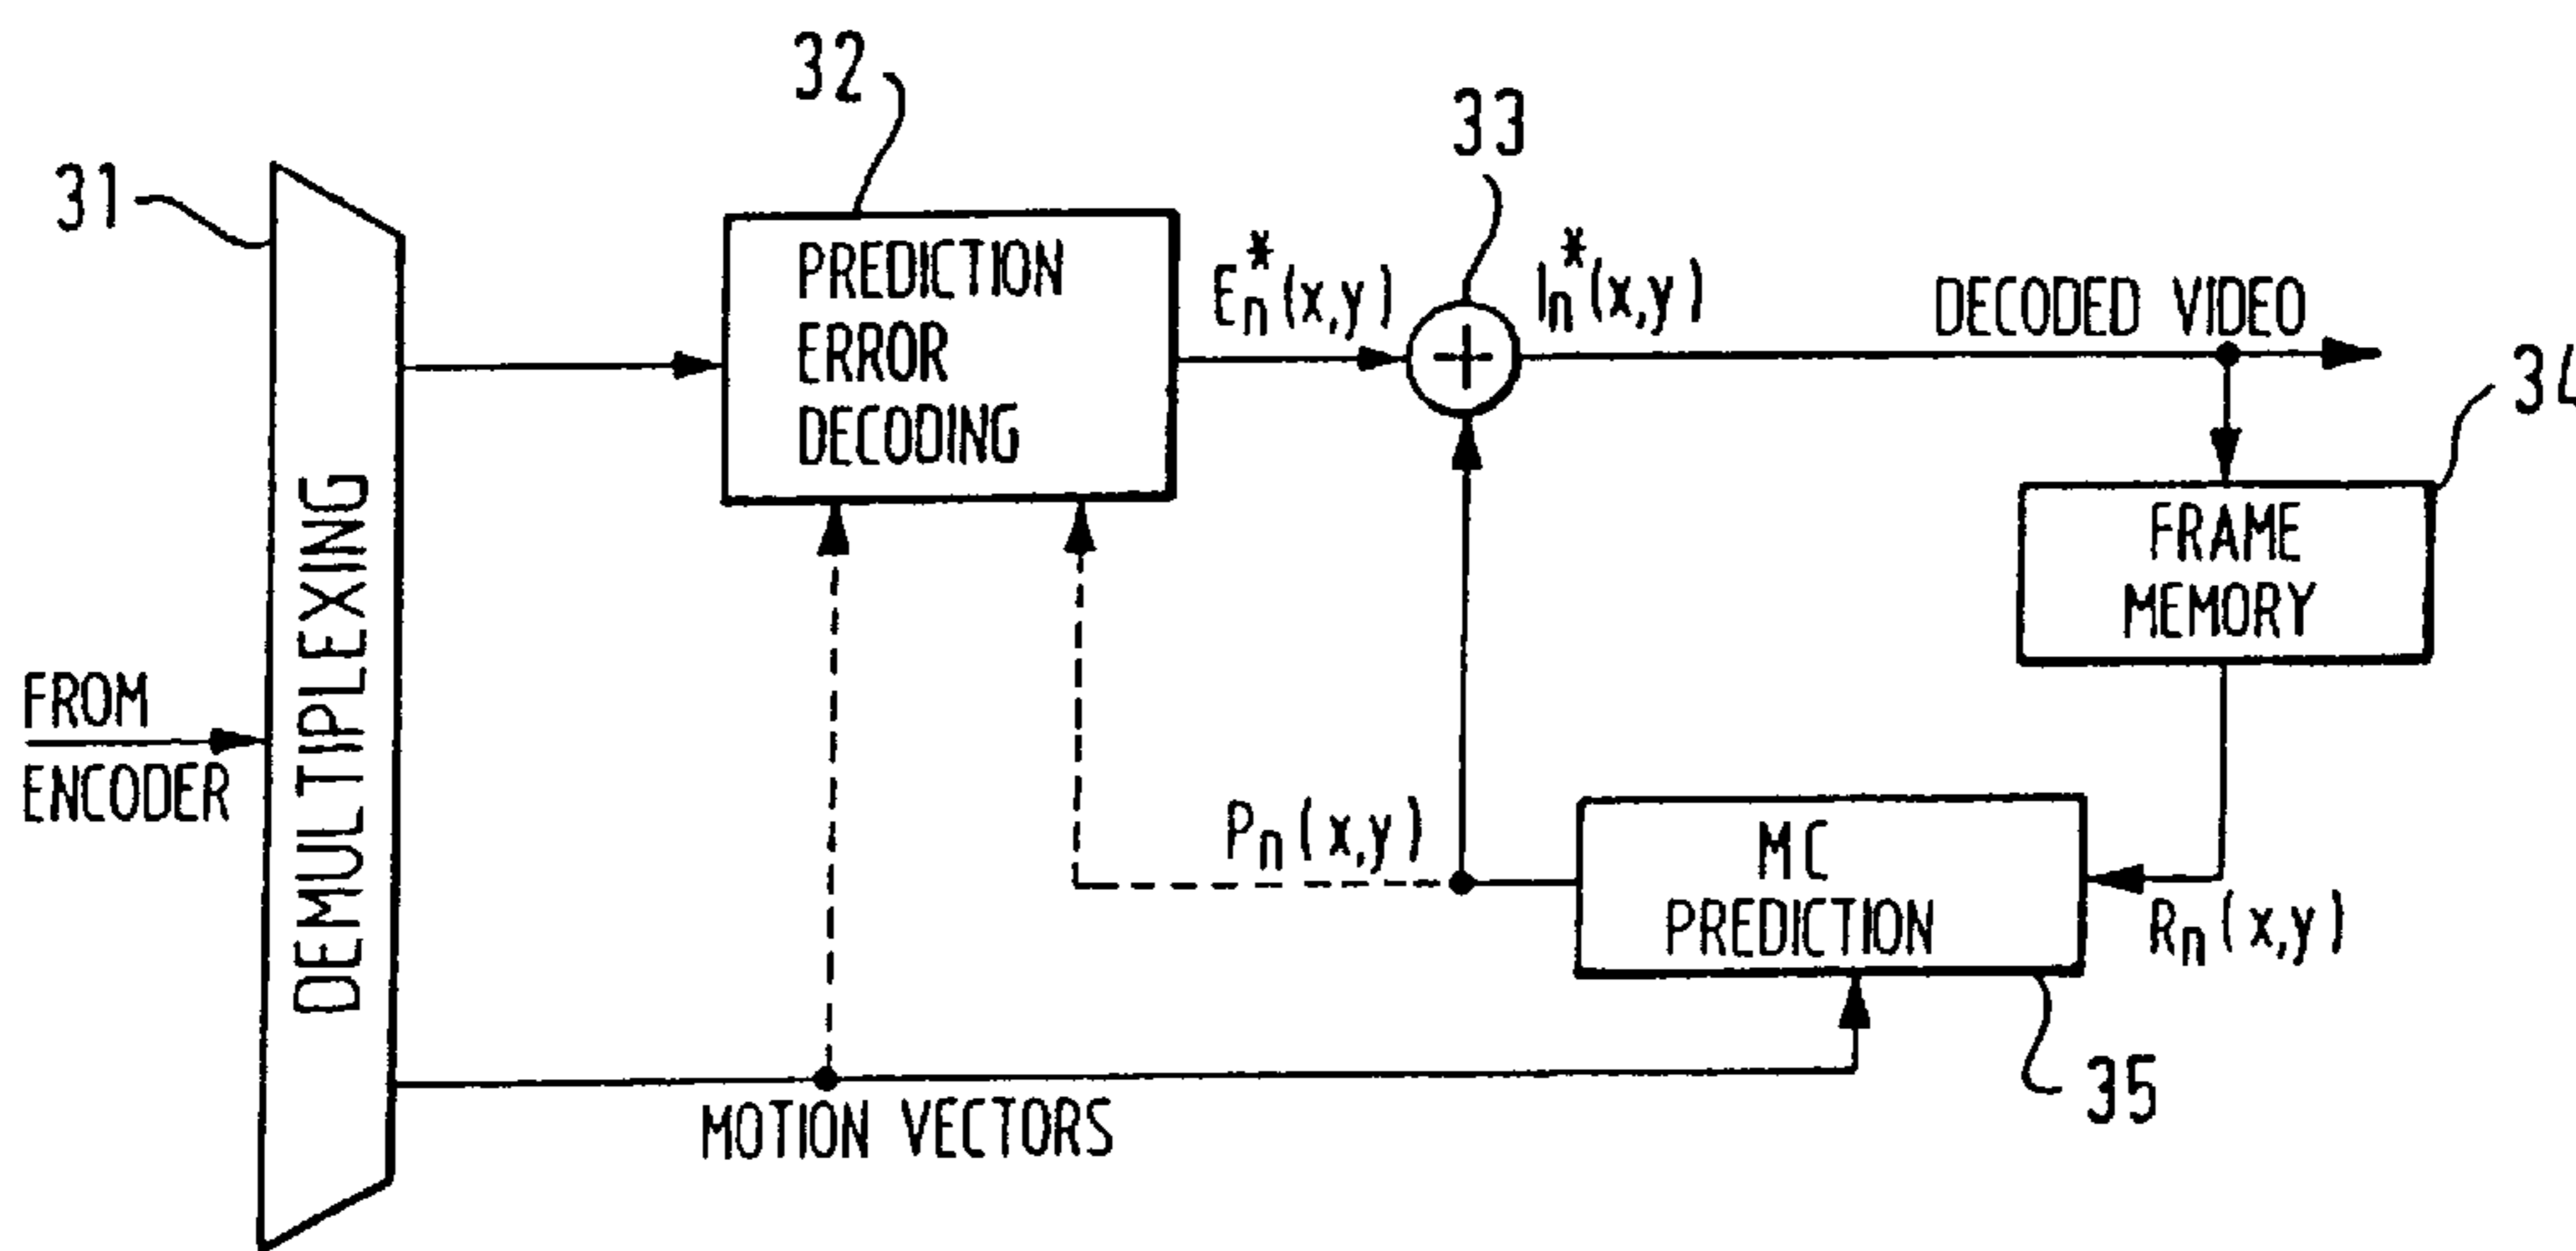 31
32
33
34
35
FROM
ENCODER
DEMULTIPLEXING
PREDICTION
ERROR
DECODING
E*n(x,y)
I*n(x,y)
DECODED VIDEO
FRAME
MEMORY
Pn(x,y)
MC
PREDICTION
Rn(x,y)
MOTION VECTORS